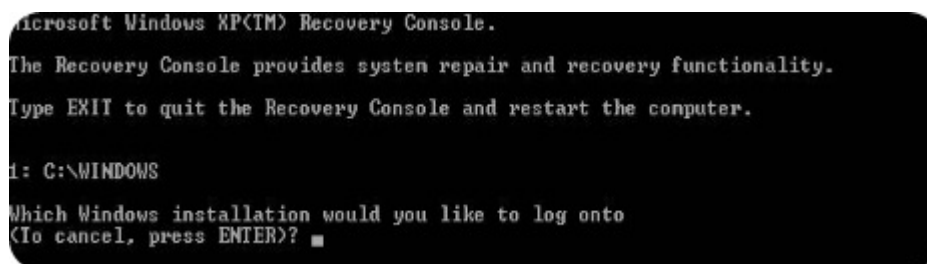 Microsoft Windows XP(TM) Recovery Console.
The Recovery Console provides system repair and recovery functionality.
Type EXIT to quit the Recovery Console and restart the computer.
1: C:\WINDOWS
Which Windows installation would you like to log onto
(To cancel, press ENTER)?